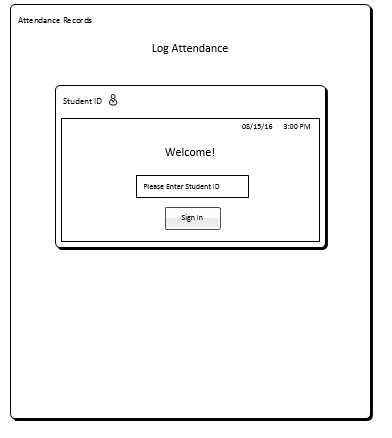 Attendance Records
Log Attendance
Student ID
08/15/16 3:00 PM
Welcome!
Please Enter Student ID
Sign In